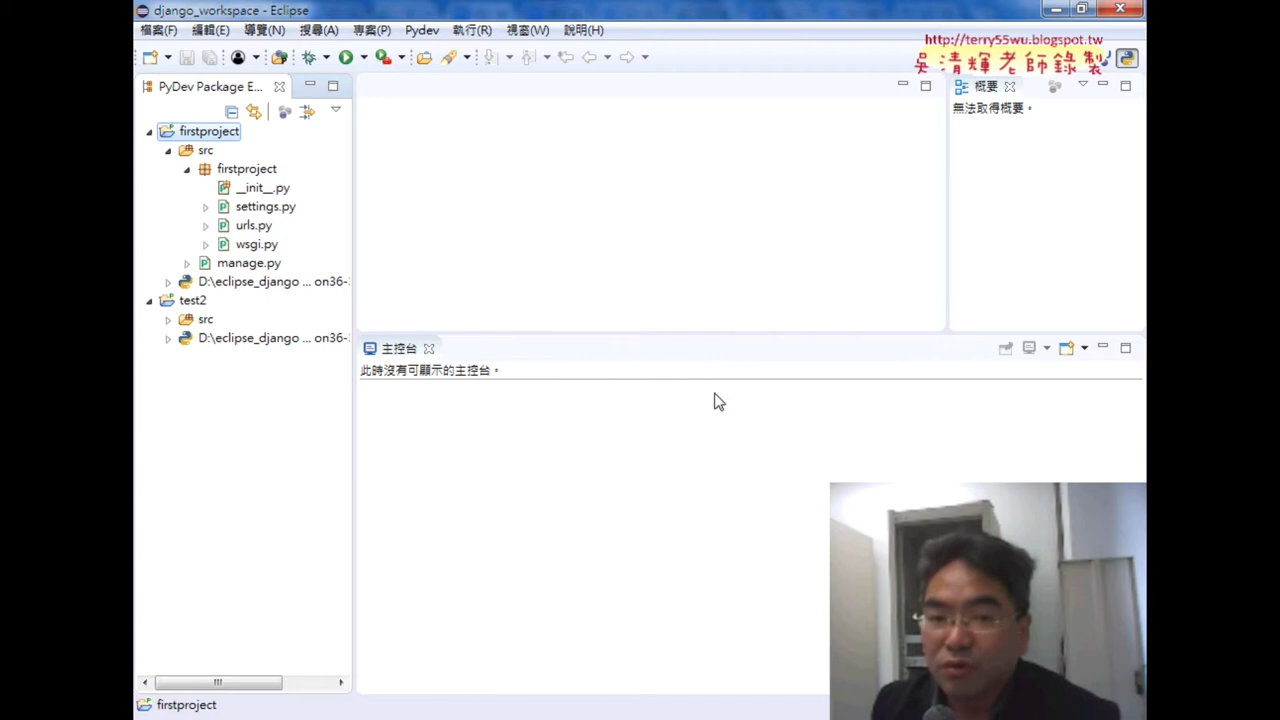 django_workspace - Eclipse
檔案(F) 編輯(E) 導覽(N) 搜尋(A) 專案(P) Pydev 執行(R) 視窗(W) 說明(H)
http://terry55wu.blogspot.tw
吳清輝老師錄製
PyDev Package E...
概要
無法取得概要。
firstproject
src
firstproject
__init__.py
settings.py
urls.py
wsgi.py
manage.py
D:\eclipse_django ... on36-
test2
src
D:\eclipse_django ... on36-
主控台
此時沒有可顯示的主控台。
firstproject